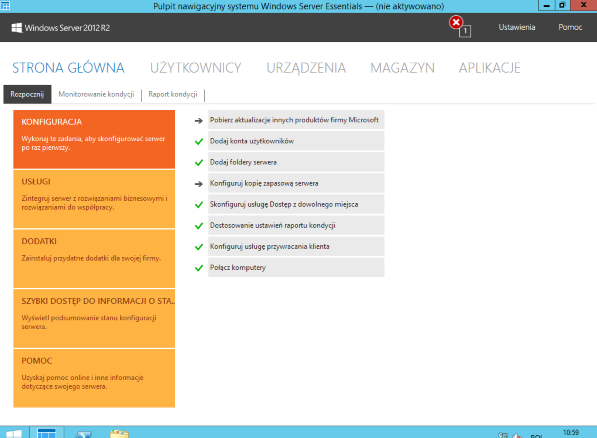 Pulpit nawigacyjny systemu Windows Server Essentials — (nie aktywowano)
Windows Server 2012 R2
1
Ustawienia
Pomoc
STRONA GŁÓWNA
UŻYTKOWNICY
URZĄDZENIA
MAGAZYN
APLIKACJE
Rozpocznij
Monitorowanie kondycji
Raport kondycji
KONFIGURACJA
Wykonaj te zadania, aby skonfigurować serwer
po raz pierwszy.
USŁUGI
Zintegruj serwer z rozwiązaniami biznesowymi i
rozwiązaniami do współpracy.
DODATKI
Zainstaluj przydatne dodatki dla swojej firmy.
SZYBKI DOSTĘP DO INFORMACJI O STA...
Wyświetl podsumowanie stanu konfiguracji
serwera.
POMOC
Uzyskaj pomoc online i inne informacje
dotyczące swojego serwera.
Pobierz aktualizacje innych produktów firmy Microsoft
Dodaj konta użytkowników
Dodaj foldery serwera
Konfiguruj kopię zapasową serwera
Skonfiguruj usługę Dostęp z dowolnego miejsca
Dostosowanie ustawień raportu kondycji
Konfiguruj usługę przywracania klienta
Połącz komputery
POL
10:59